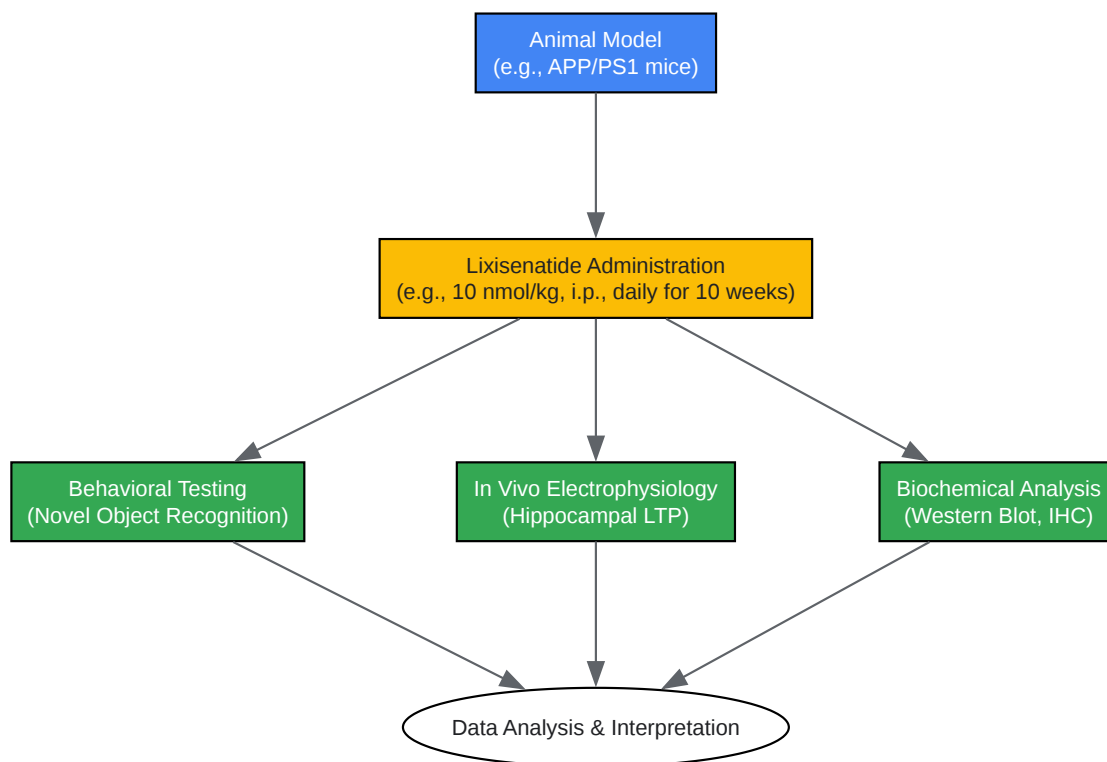 Animal Model
(e.g., APP/PS1 mice)
Lixisenatide Administration
(e.g., 10 nmol/kg, i.p., daily for 10 weeks)
Behavioral Testing
(Novel Object Recognition)
In Vivo Electrophysiology
(Hippocampal LTP)
Biochemical Analysis
(Western Blot, IHC)
Data Analysis & Interpretation